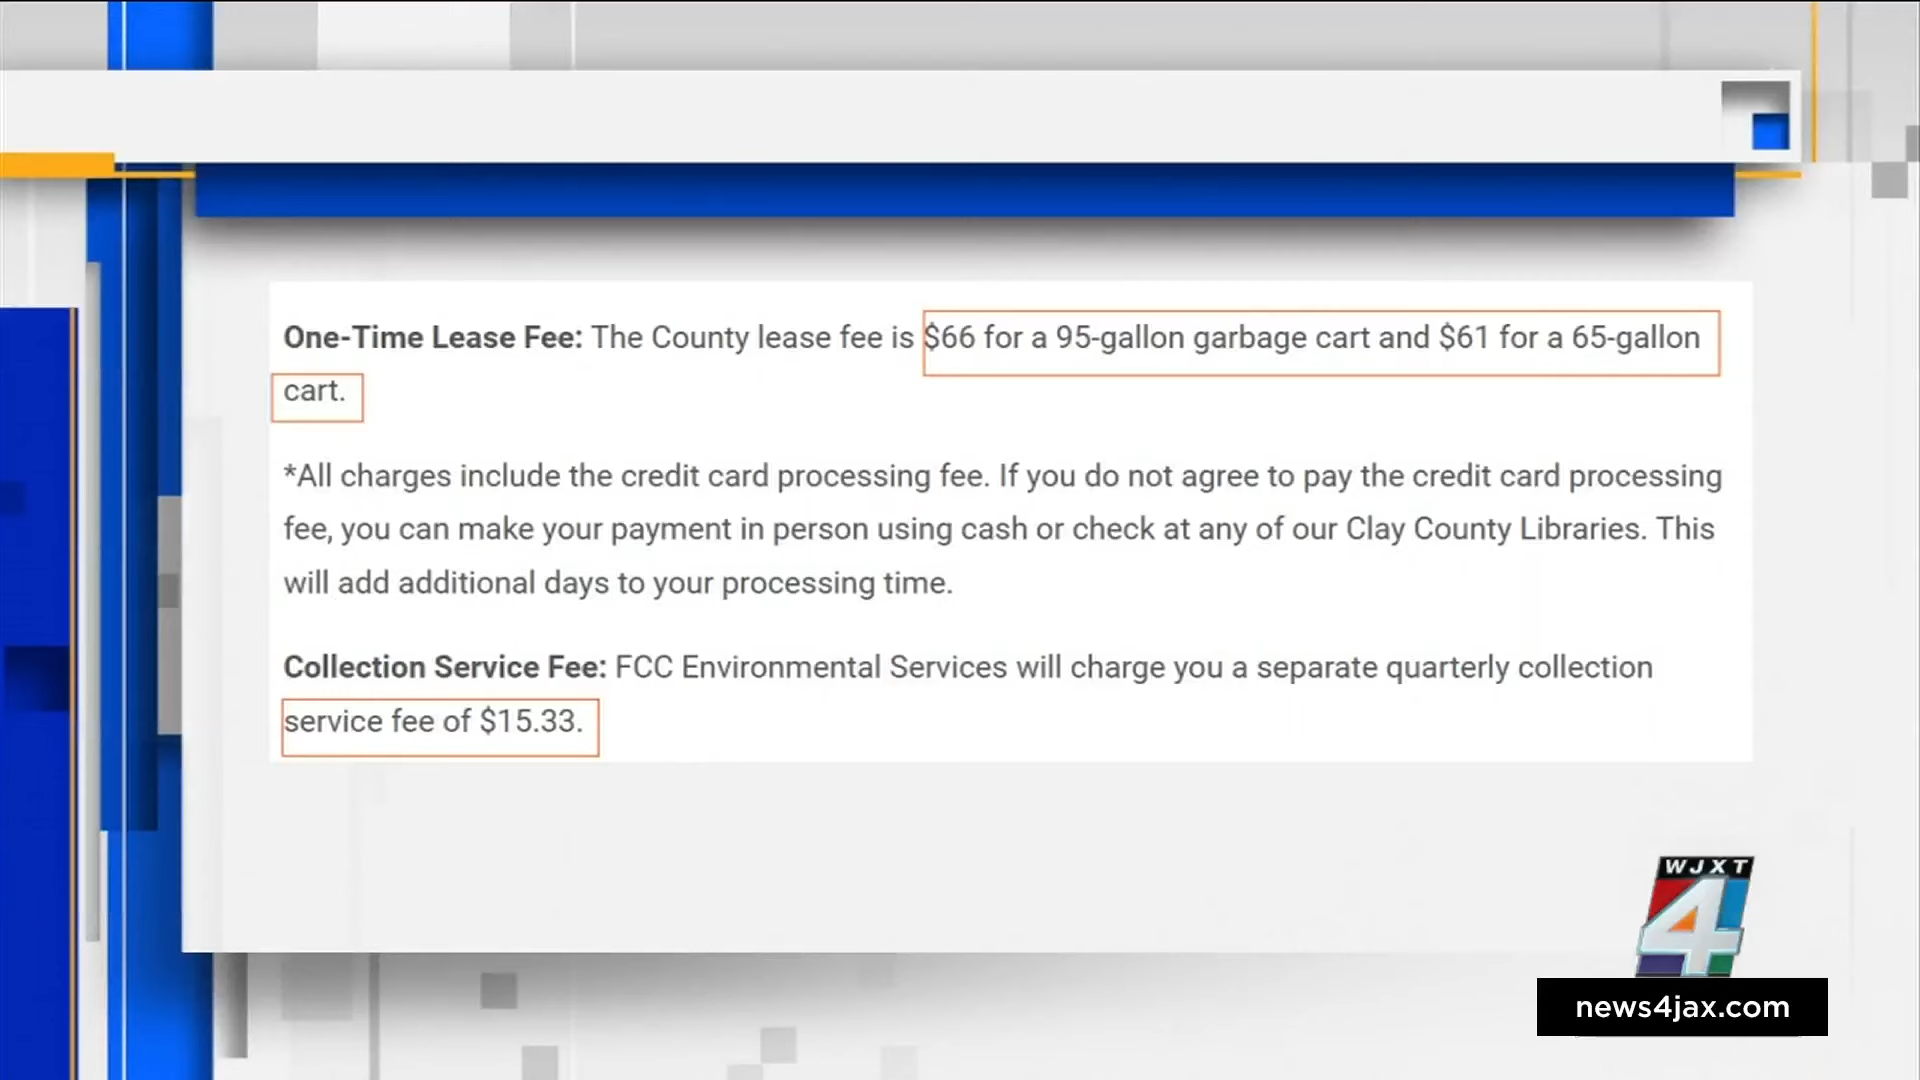 One-Time Lease Fee: The County lease fee is $66 for a 95-gallon garbage cart and $61 for a 65-gallon
cart.
*All charges include the credit card processing fee. If you do not agree to pay the credit card processing
fee, you can make your payment in person using cash or check at any of our Clay County Libraries. This
will add additional days to your processing time.
Collection Service Fee: FCC Environmental Services will charge you a separate quarterly collection
service fee of $15.33.
WJXT
4
news4jax.com